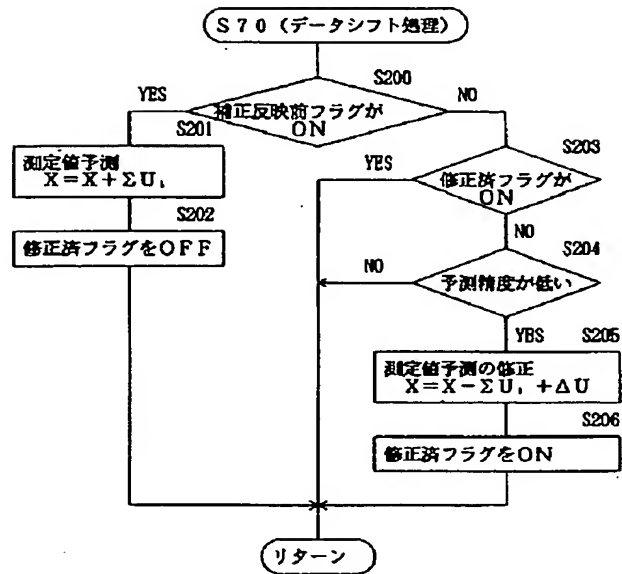 S70(データシフト処理)
S200
YES
補正反映前フラグが
ON
NO
S201
測定値予測
X=X+ΣUi
S202
修正済フラグをOFF
S203
YES
修正済フラグが
ON
NO
S204
NO
予測精度が低い
YES
S205
測定値予測の修正
X=X-ΣUi+ΔU
S206
修正済フラグをON
リターン